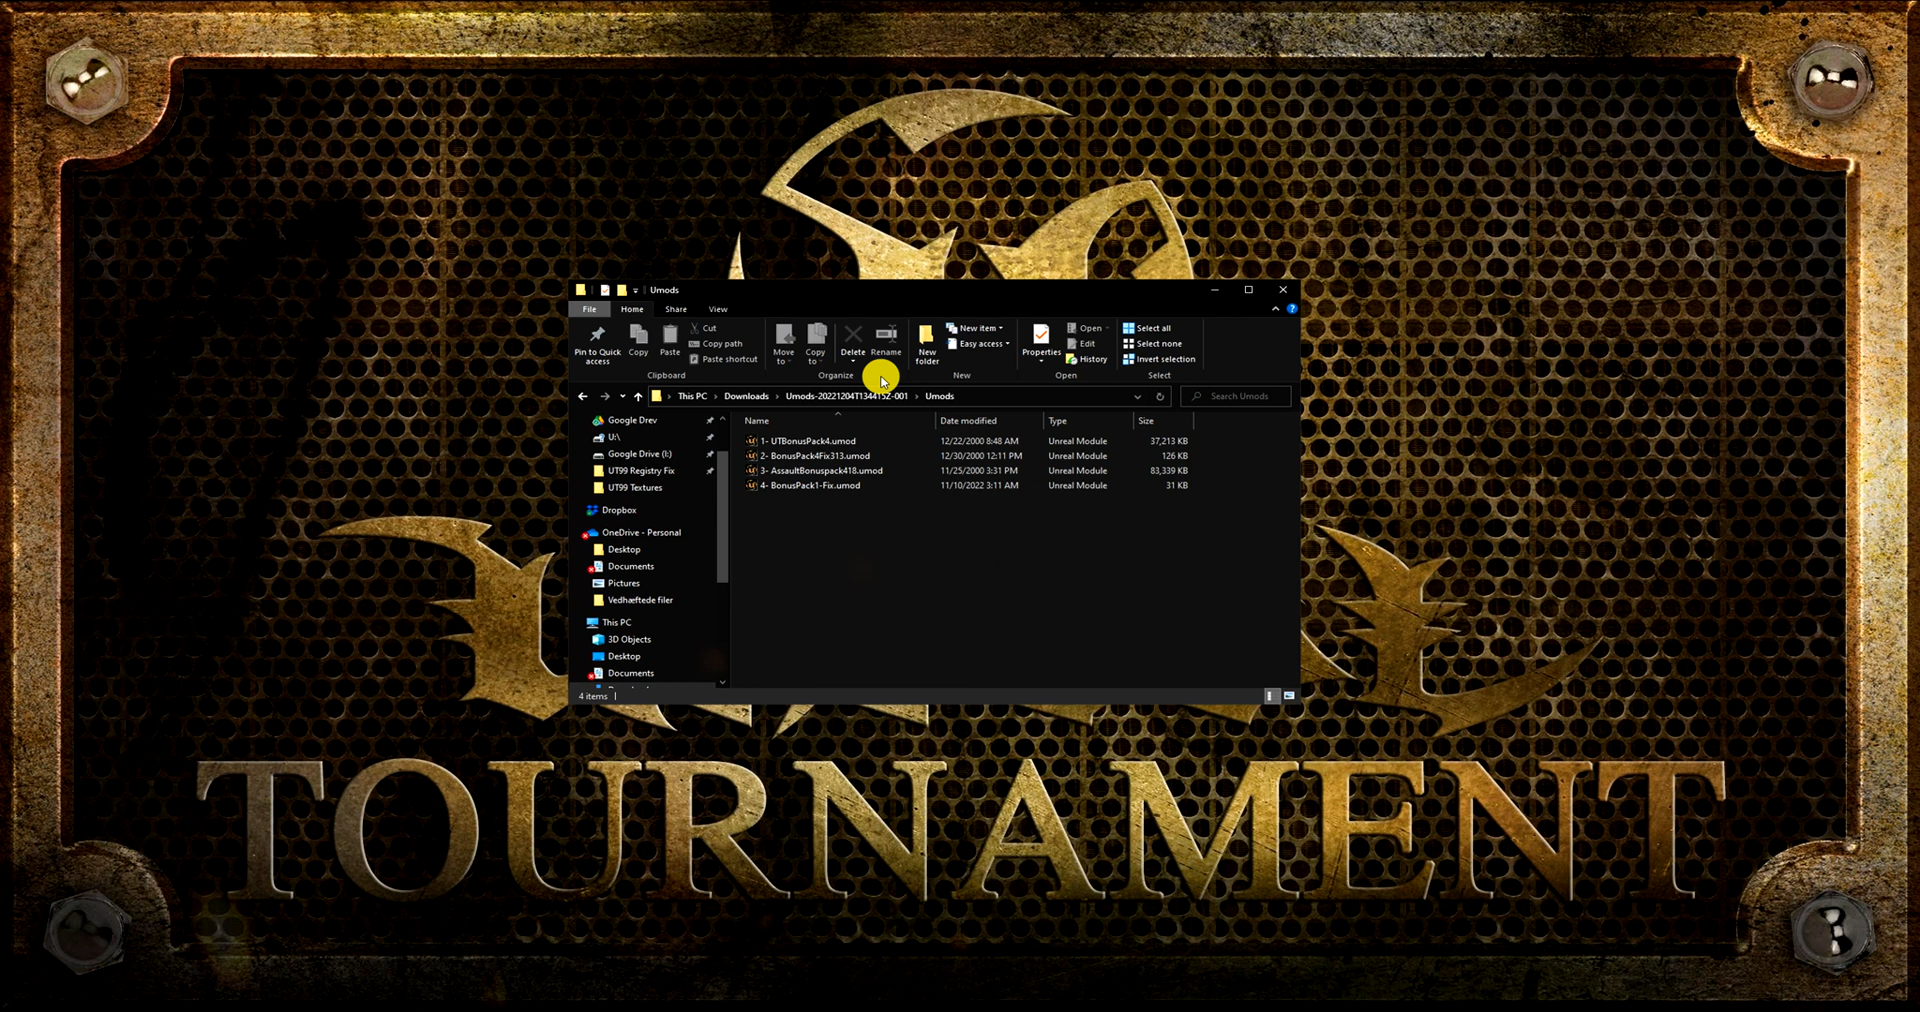 Umods
File Home Share View
Pin to Quick access
Copy
Paste
Cut
Copy path
Paste shortcut
Clipboard
Move to
Copy to
Delete
Rename
Organize
New folder
New item
Easy access
New
Properties
Open
Edit
History
Open
Select all
Select none
Invert selection
Select
This PC › Downloads › Umods-20221204T134415Z-001 › Umods
Search Umods
Google Drev
U:\
Google Drive (I:)
UT99 Registry Fix
UT99 Textures
Dropbox
OneDrive - Personal
Desktop
Documents
Pictures
Vedhæftede filer
This PC
3D Objects
Desktop
Documents
Name Date modified Type Size
1- UTBonusPack4.umod 12/22/2000 8:48 AM Unreal Module 37,213 KB
2- BonusPack4Fix313.umod 12/30/2000 12:11 PM Unreal Module 126 KB
3- AssaultBonuspack418.umod 11/25/2000 3:31 PM Unreal Module 83,339 KB
4- BonusPack1-Fix.umod 11/10/2022 3:11 AM Unreal Module 31 KB
4 items
TOURNAMENT